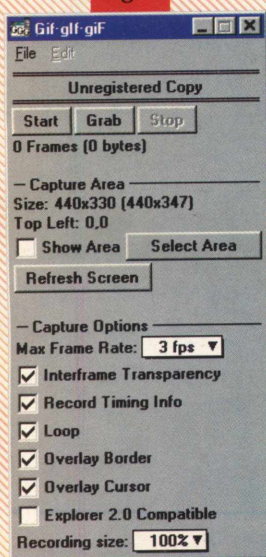 Gif·glf·giF
File Edit
Unregistered Copy
Start Grab Stop
0 Frames (0 bytes)
Capture Area
Size: 440x330 (440x347)
Top Left: 0,0
Show Area Select Area
Refresh Screen
Capture Options
Max Frame Rate: 3 fps
Interframe Transparency
Record Timing Info
Loop
Overlay Border
Overlay Cursor
Explorer 2.0 Compatible
Recording size: 100%